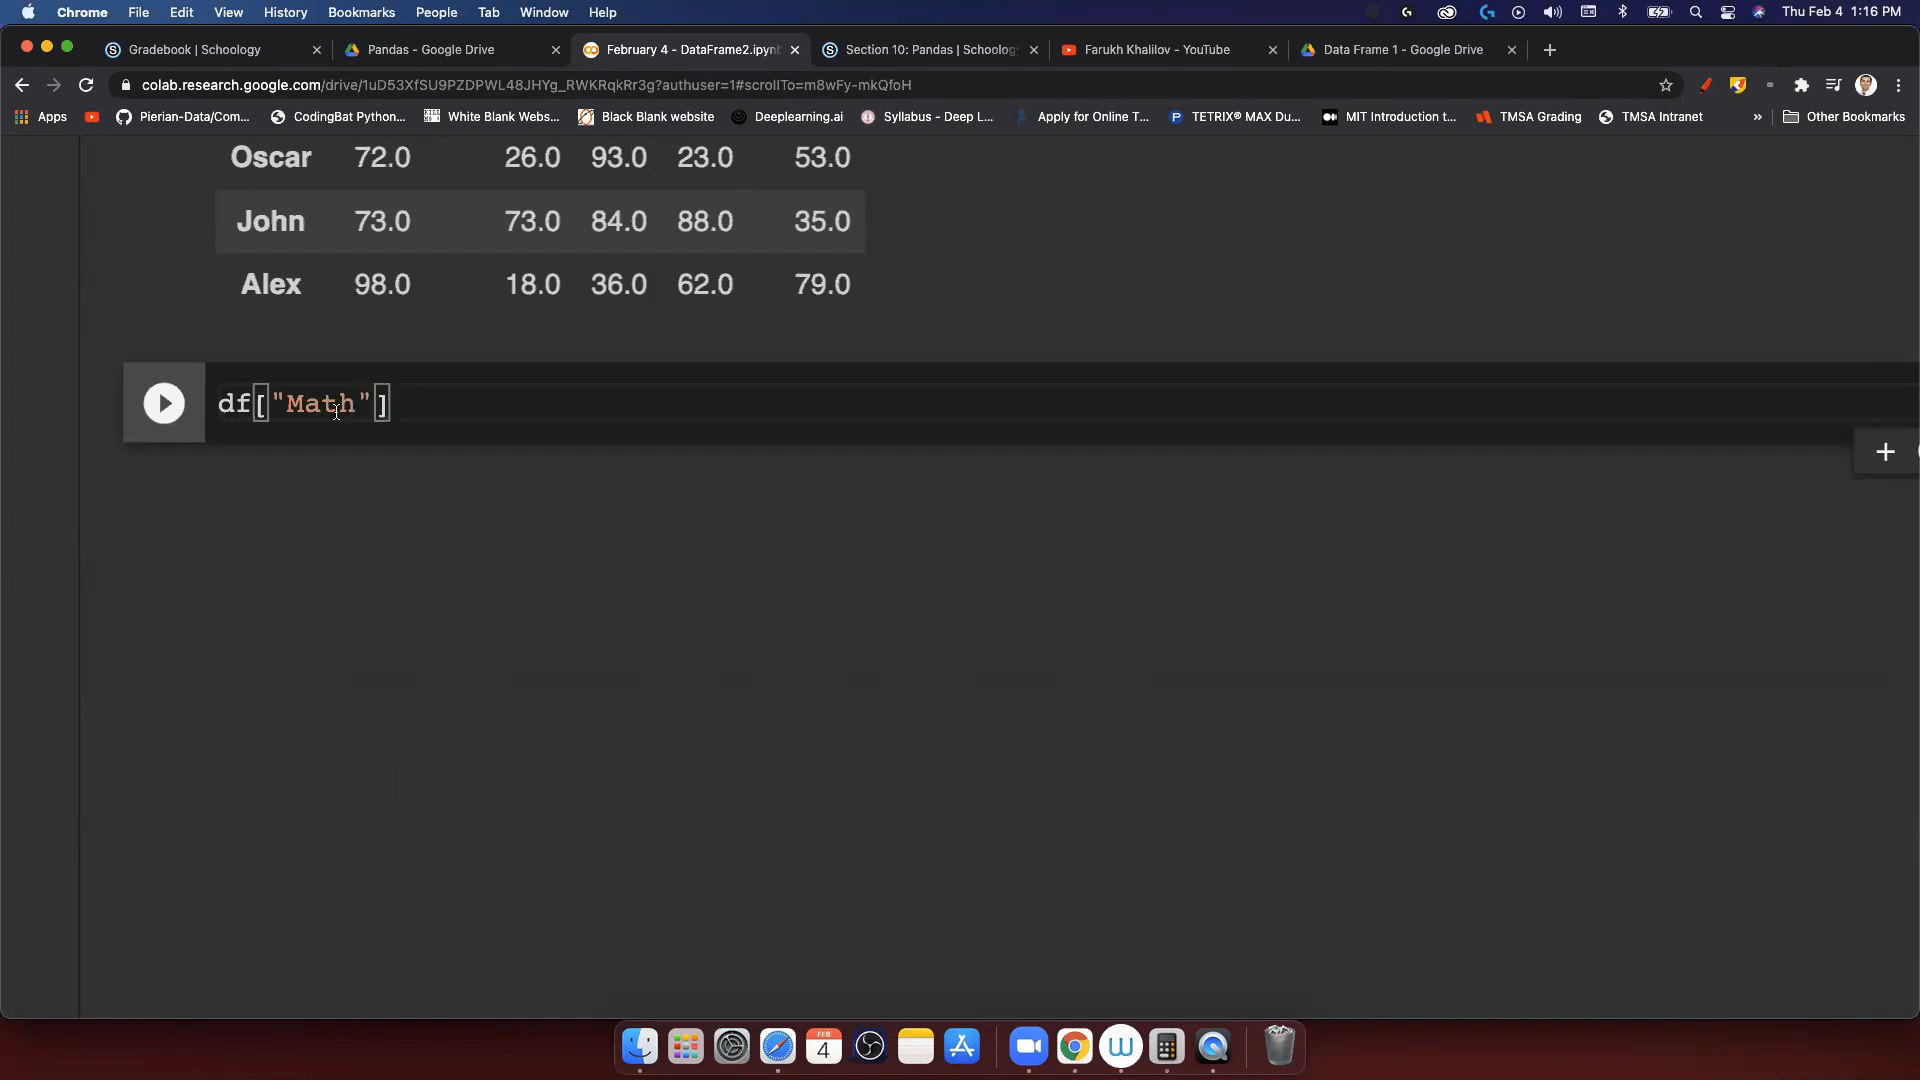 Chrome File Edit View History Bookmarks People Tab Window Help Thu Feb 4 1:16 PM
Gradebook | Schoology Pandas - Google Drive February 4 - DataFrame2.ipynb Section 10: Pandas | Schoology Farukh Khalilov - YouTube Data Frame 1 - Google Drive
colab.research.google.com/drive/1uD53XfSU9PZDPWL48JHYg_RWKRqkRr3g?authuser=1#scrollTo=m8wFy-mkQfoH
Apps Pierian-Data/Com... CodingBat Python... White Blank Webs... Black Blank website Deeplearning.ai Syllabus - Deep L... Apply for Online T... TETRIX® MAX Du... MIT Introduction t... TMSA Grading TMSA Intranet » Other Bookmarks
Oscar 72.0 26.0 93.0 23.0 53.0
John 73.0 73.0 84.0 88.0 35.0
Alex 98.0 18.0 36.0 62.0 79.0
df["Math"]
+
FEB
4